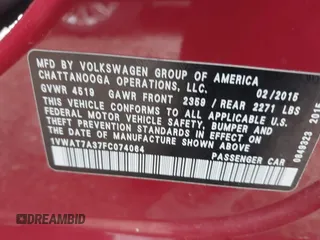 MFD. BY VOLKSWAGEN GROUP OF AMERICA
CHATTANOOGA OPERATIONS, LLC. 02/2015
GVWR 4519 GAWR FRONT 2359 / REAR 2271 LBS
THIS VEHICLE CONFORMS TO ALL APPLICABLE U.S.
FEDERAL MOTOR VEHICLE SAFETY, BUMPER AND
THEFT PREVENTION STANDARDS IN EFFECT ON
THE DATE OF MANUFACTURE SHOWN ABOVE.
1VWAT7A37FC074064 PASSENGER CAR
0649323 2015
DREAMBID